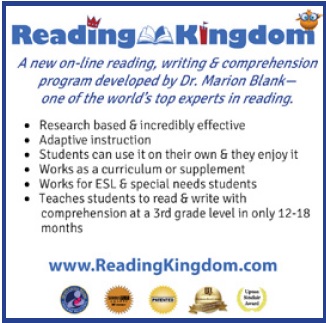 Reading Kingdom
A new on-line reading, writing & comprehension
program developed by Dr. Marion Blank—
one of the world's top experts in reading.
• Research based & incredibly effective
• Adaptive instruction
• Students can use it on their own & they enjoy it
• Works as a curriculum or supplement
• Works for ESL & special needs students
• Teaches students to read & write with
comprehension at a 3rd grade level in only 12-18
months
www.ReadingKingdom.com
Upton
Sinclair
Award